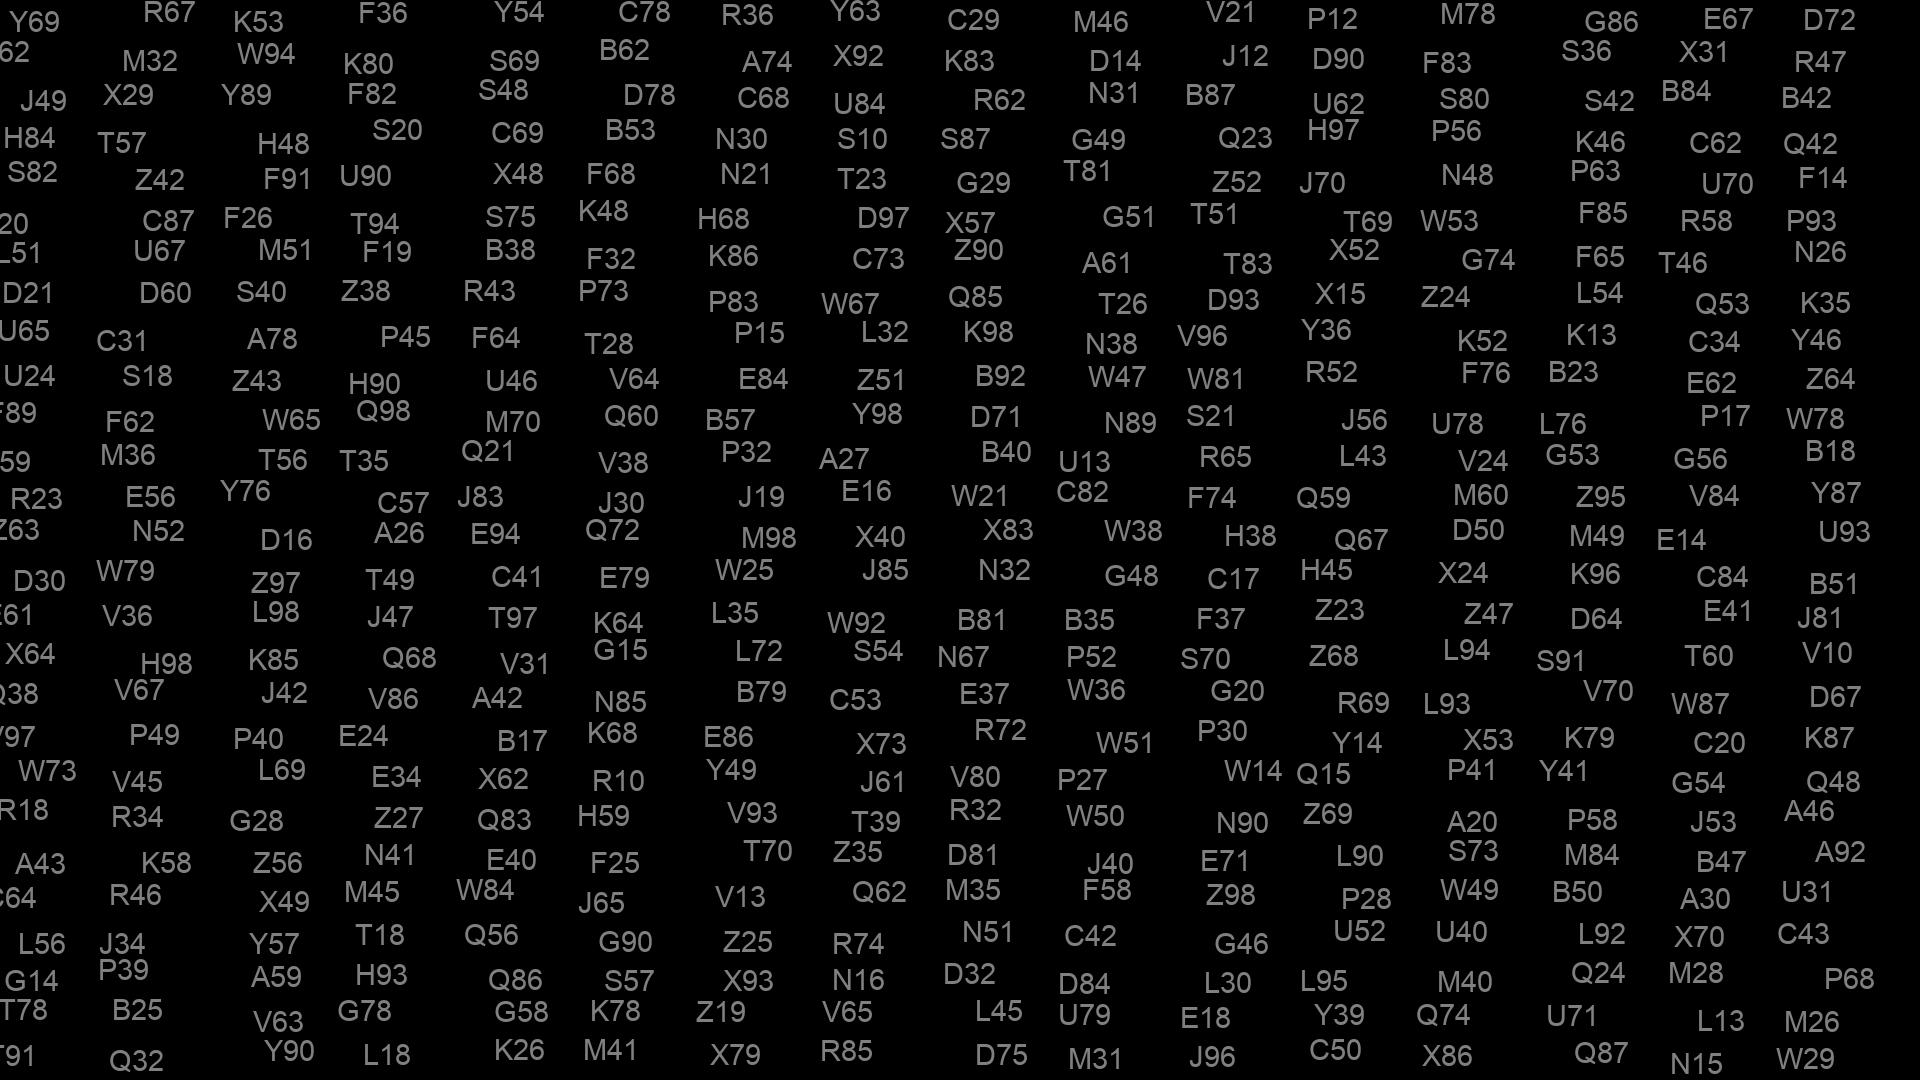 Y69 R67 K53 F36 Y54 C78 R36 Y63 C29 M46 V21 P12 M78 G86 E67 D72
62 M32 W94 K80 S69 B62 A74 X92 K83 D14 J12 D90 F83 S36 X31 R47
J49 X29 Y89 F82 S48 D78 C68 U84 R62 N31 B87 U62 S80 S42 B84 B42
H84 T57 H48 S20 C69 B53 N30 S10 S87 G49 Q23 H97 P56 K46 C62 Q42
S82 Z42 F91 U90 X48 F68 N21 T23 G29 T81 Z52 J70 N48 P63 U70 F14
20 C87 F26 T94 S75 K48 H68 D97 X57 G51 T51 T69 W53 F85 R58 P93
L51 U67 M51 F19 B38 F32 K86 C73 Z90 A61 T83 X52 G74 F65 T46 N26
D21 D60 S40 Z38 R43 P73 P83 W67 Q85 T26 D93 X15 Z24 L54 Q53 K35
U65 C31 A78 P45 F64 T28 P15 L32 K98 N38 V96 Y36 K52 K13 C34 Y46
U24 S18 Z43 H90 U46 V64 E84 Z51 B92 W47 W81 R52 F76 B23 E62 Z64
F89 F62 W65 Q98 M70 Q60 B57 Y98 D71 N89 S21 J56 U78 L76 P17 W78
59 M36 T56 T35 Q21 V38 P32 A27 B40 U13 R65 L43 V24 G53 G56 B18
R23 E56 Y76 C57 J83 J30 J19 E16 W21 C82 F74 Q59 M60 Z95 V84 Y87
Z63 N52 D16 A26 E94 Q72 M98 X40 X83 W38 H38 Q67 D50 M49 E14 U93
D30 W79 Z97 T49 C41 E79 W25 J85 N32 G48 C17 H45 X24 K96 C84 B51
E61 V36 L98 J47 T97 K64 L35 W92 B81 B35 F37 Z23 Z47 D64 E41 J81
X64 H98 K85 Q68 V31 G15 L72 S54 N67 P52 S70 Z68 L94 S91 T60 V10
Q38 V67 J42 V86 A42 N85 B79 C53 E37 W36 G20 R69 L93 V70 W87 D67
97 P49 P40 E24 B17 K68 E86 X73 R72 W51 P30 Y14 X53 K79 C20 K87
W73 V45 L69 E34 X62 R10 Y49 J61 V80 P27 W14 Q15 P41 Y41 G54 Q48
R18 R34 G28 Z27 Q83 H59 V93 T39 R32 W50 N90 Z69 A20 P58 J53 A46
A43 K58 Z56 N41 E40 F25 T70 Z35 D81 J40 E71 L90 S73 M84 B47 A92
64 R46 X49 M45 W84 J65 V13 Q62 M35 F58 Z98 P28 W49 B50 A30 U31
L56 J34 Y57 T18 Q56 G90 Z25 R74 N51 C42 G46 U52 U40 L92 X70 C43
G14 P39 A59 H93 Q86 S57 X93 N16 D32 D84 L30 L95 M40 Q24 M28 P68
T78 B25 V63 G78 G58 K78 Z19 V65 L45 U79 E18 Y39 Q74 U71 L13 M26
91 Q32 Y90 L18 K26 M41 X79 R85 D75 M31 J96 C50 X86 Q87 N15 W29